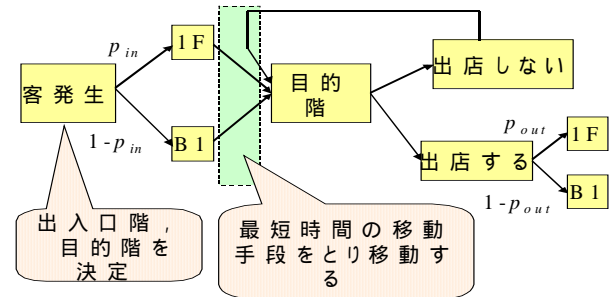 客発生
p in
1F
1-p in
B1
目的
階
出店しない
出店する
p out
1F
1-p out
B1
出入口階,
目的階を
決定
最短時間の移動
手段をとり移動す
る